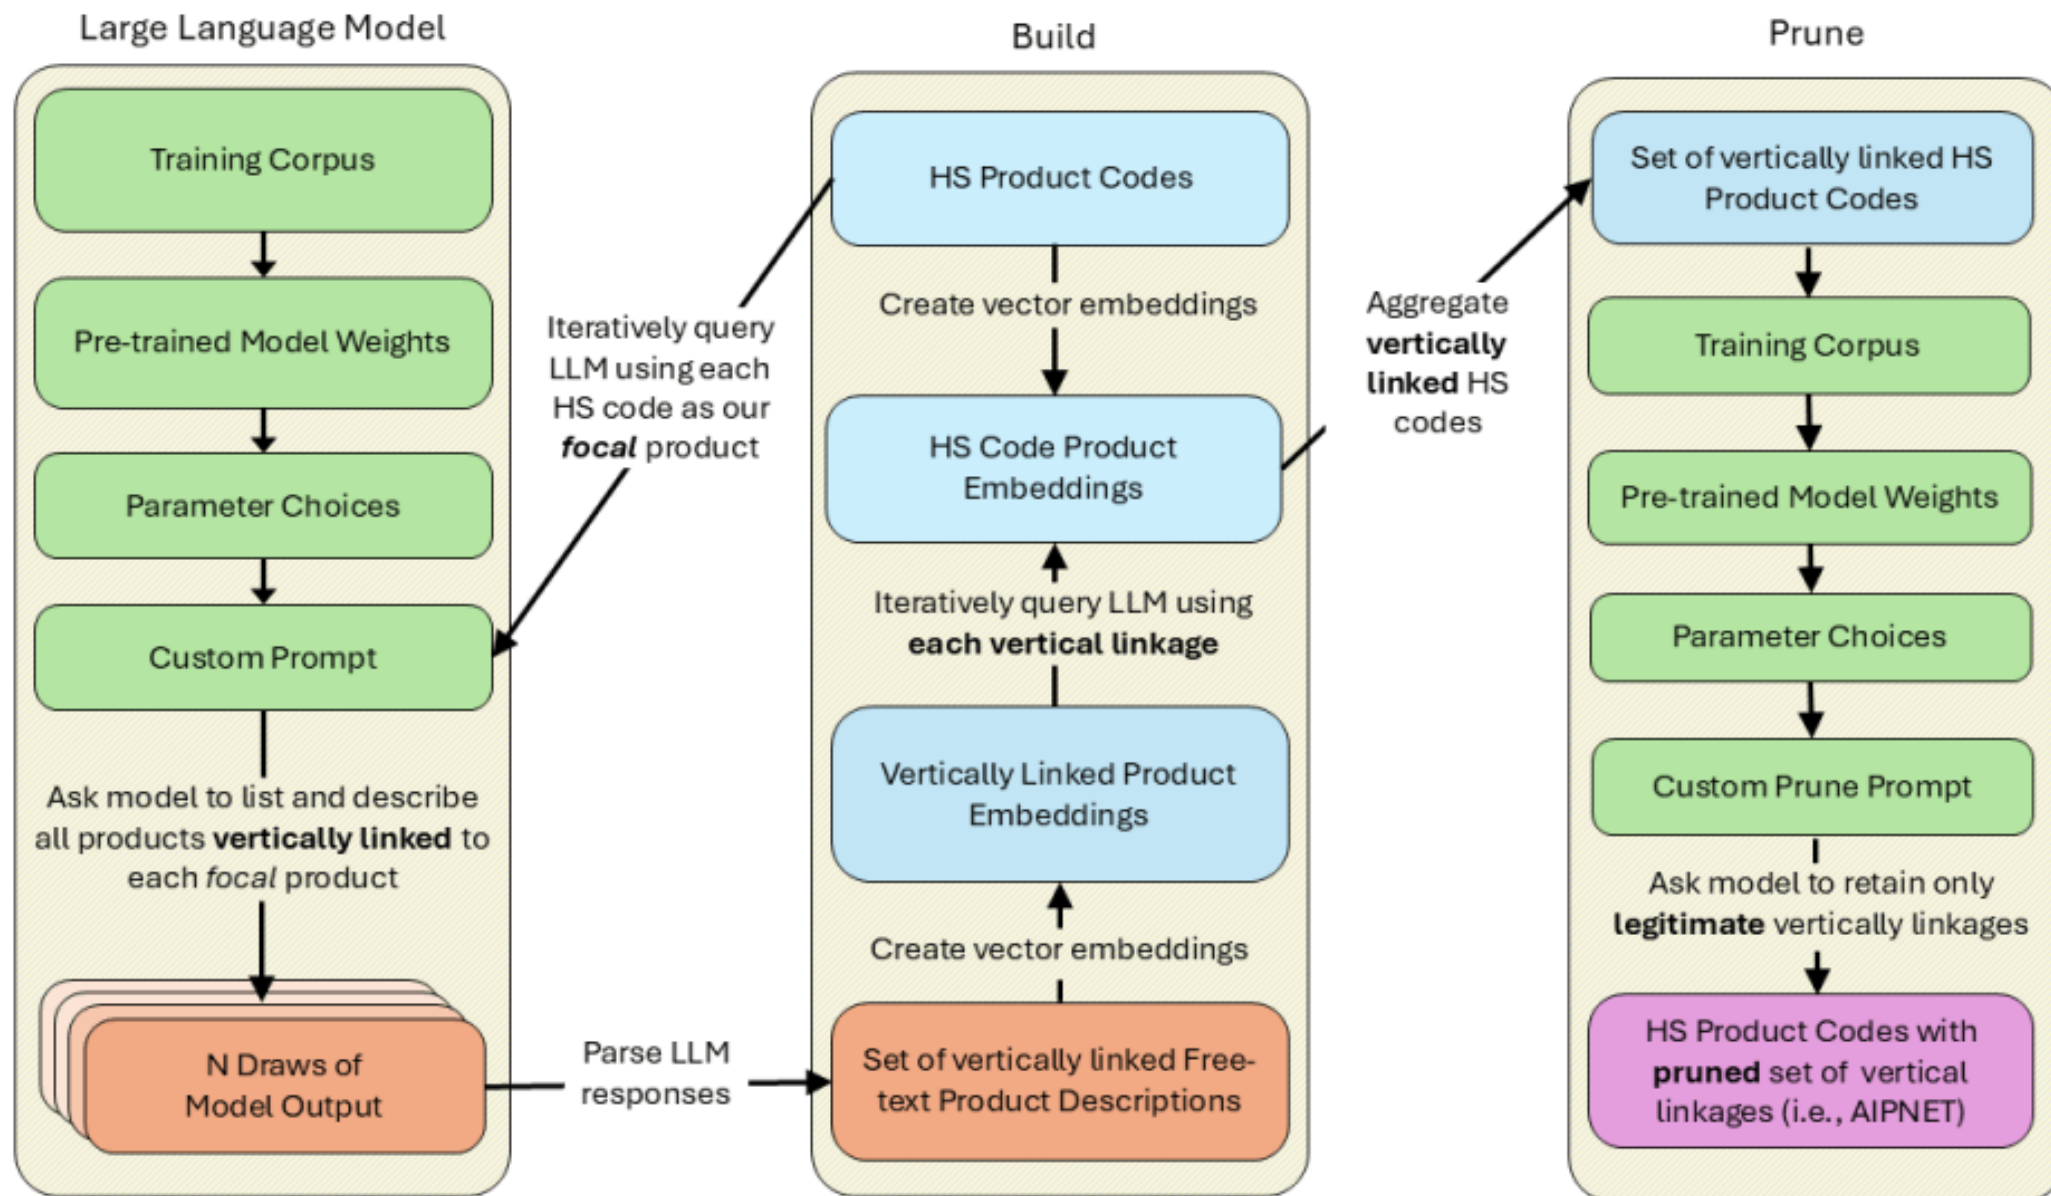 Large Language Model
Training Corpus
Pre-trained Model Weights
Parameter Choices
Custom Prompt
Ask model to list and describe
all products vertically linked to
each focal product
N Draws of
Model Output
Iteratively query
LLM using each
HS code as our
focal product
Parse LLM
responses
Build
HS Product Codes
Create vector embeddings
HS Code Product
Embeddings
Iteratively query LLM using
each vertical linkage
Vertically Linked Product
Embeddings
Create vector embeddings
Set of vertically linked Free-
text Product Descriptions
Aggregate
vertically
linked HS
codes
Prune
Set of vertically linked HS
Product Codes
Training Corpus
Pre-trained Model Weights
Parameter Choices
Custom Prune Prompt
Ask model to retain only
legitimate vertically linkages
HS Product Codes with
pruned set of vertical
linkages (i.e., AIPNET)